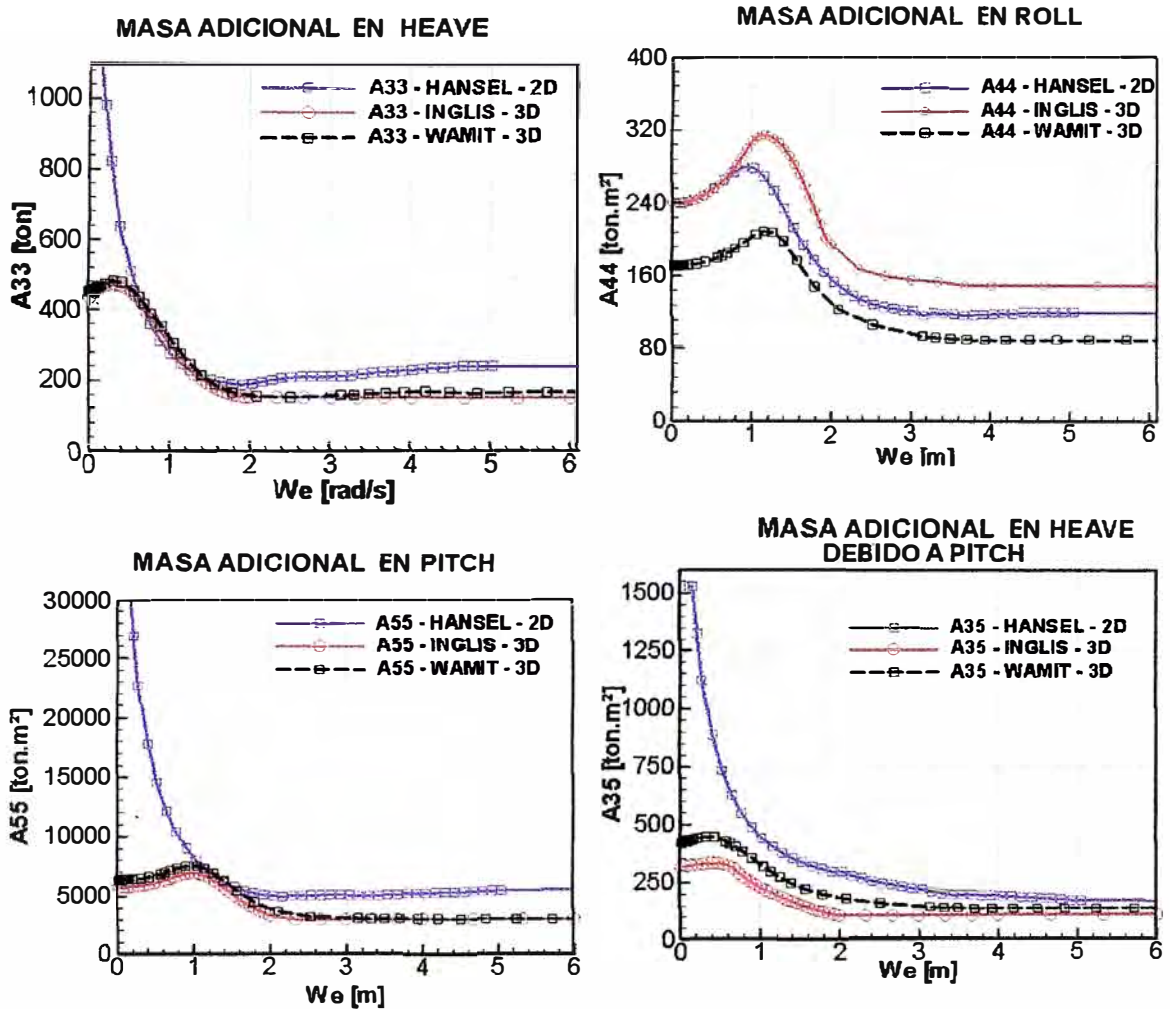 MASA ADICIONAL EN HEAVE
A33 [ton]
1000
800
600
400
200
0
A33 - HANSEL - 2D
A33 - INGLIS - 3D
A33 - WAMIT - 3D
0 1 2 3 4 5 6
We [rad/s]
MASA ADICIONAL EN ROLL
A44 [ton.m²]
400
320
240
160
80
0
A44 - HANSEL - 2D
A44 - INGLIS - 3D
A44 - WAMIT - 3D
0 1 2 3 4 5 6
We [m]
MASA ADICIONAL EN PITCH
A55 [ton.m²]
30000
25000
20000
15000
10000
5000
0
A55 - HANSEL - 2D
A55 - INGLIS - 3D
A55 - WAMIT - 3D
0 1 2 3 4 5 6
We [m]
MASA ADICIONAL EN HEAVE
DEBIDO A PITCH
A35 [ton.m²]
1500
1250
1000
750
500
250
0
A35 - HANSEL - 2D
A35 - INGLIS - 3D
A35 - WAMIT - 3D
0 1 2 3 4 5 6
We [m]